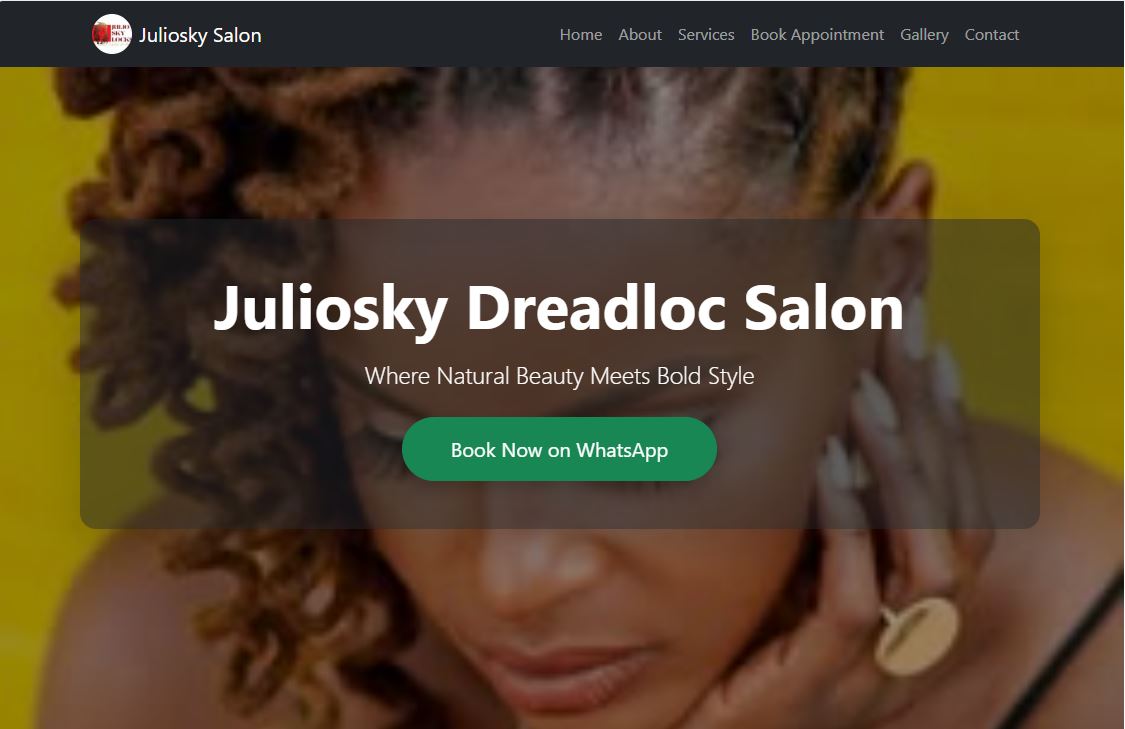 JULIO
SKY
LOCKS
Juliosky Salon
Home About Services Book Appointment Gallery Contact
Juliosky Dreadloc Salon
Where Natural Beauty Meets Bold Style
Book Now on WhatsApp